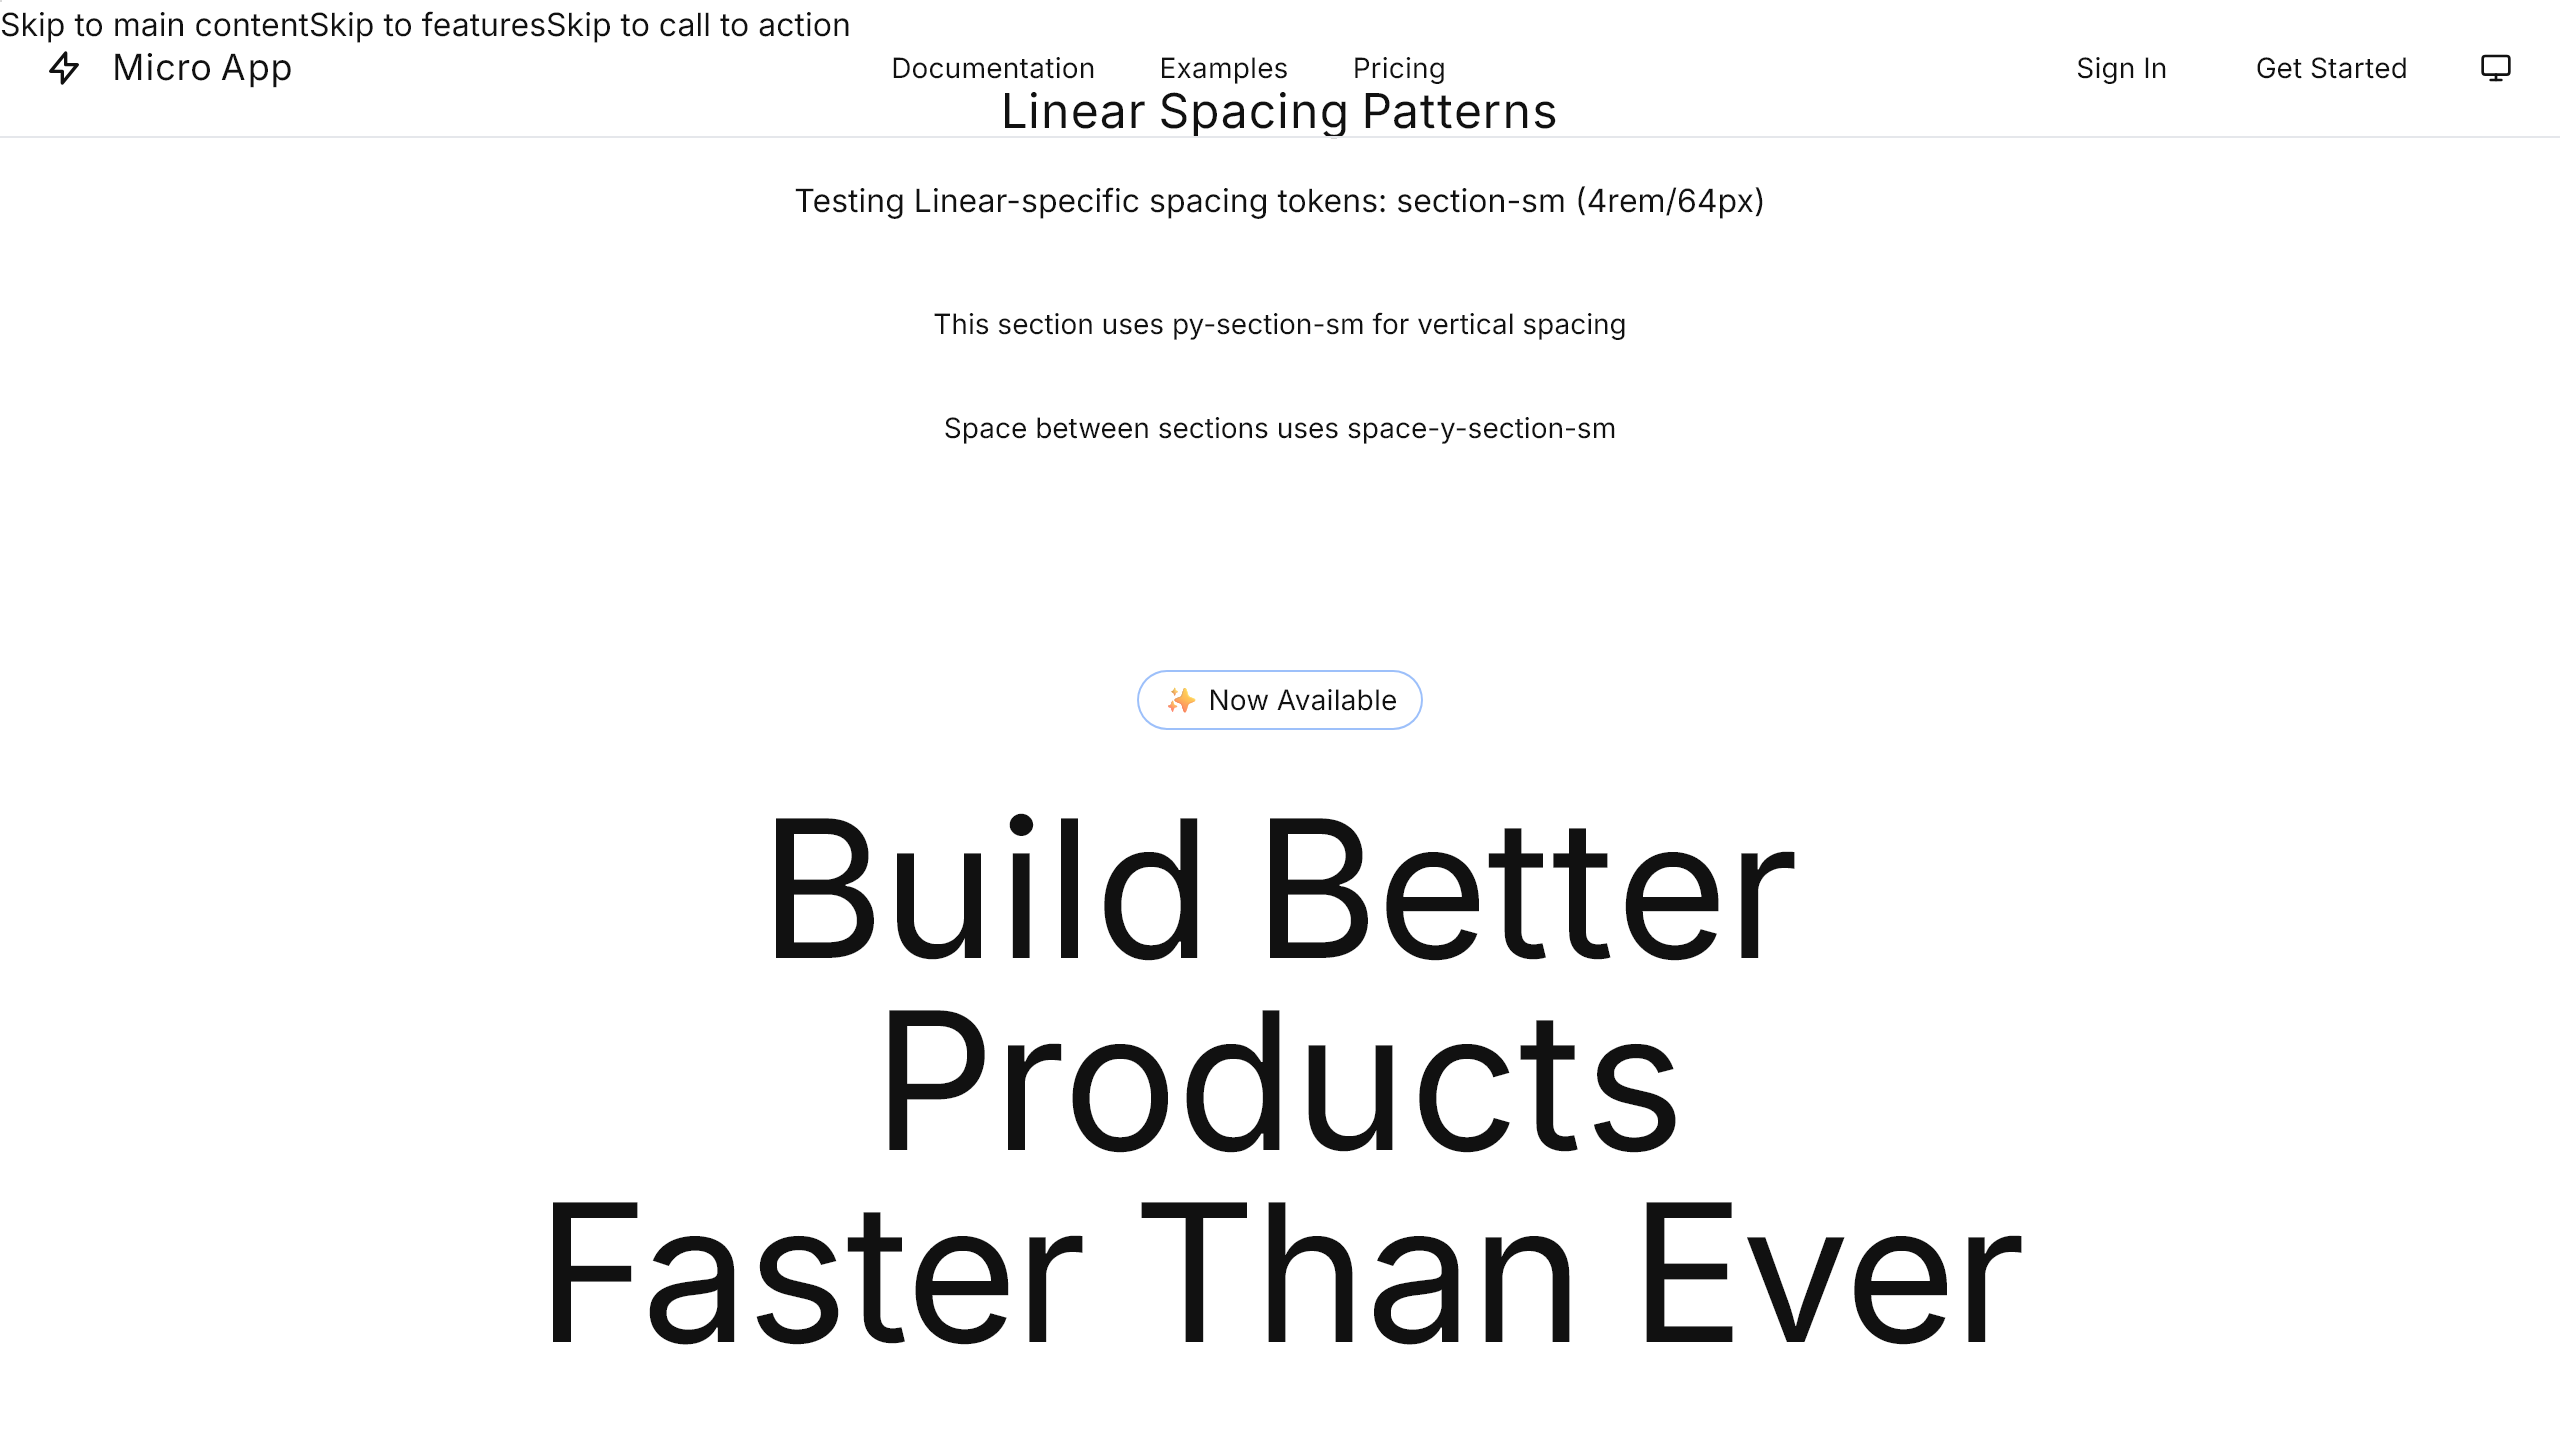 Skip to main contentSkip to featuresSkip to call to action
Micro App Documentation Examples Pricing Sign In Get Started
Linear Spacing Patterns
Testing Linear-specific spacing tokens: section-sm (4rem/64px)
This section uses py-section-sm for vertical spacing
Space between sections uses space-y-section-sm
✨ Now Available
Build Better
Products
Faster Than Ever